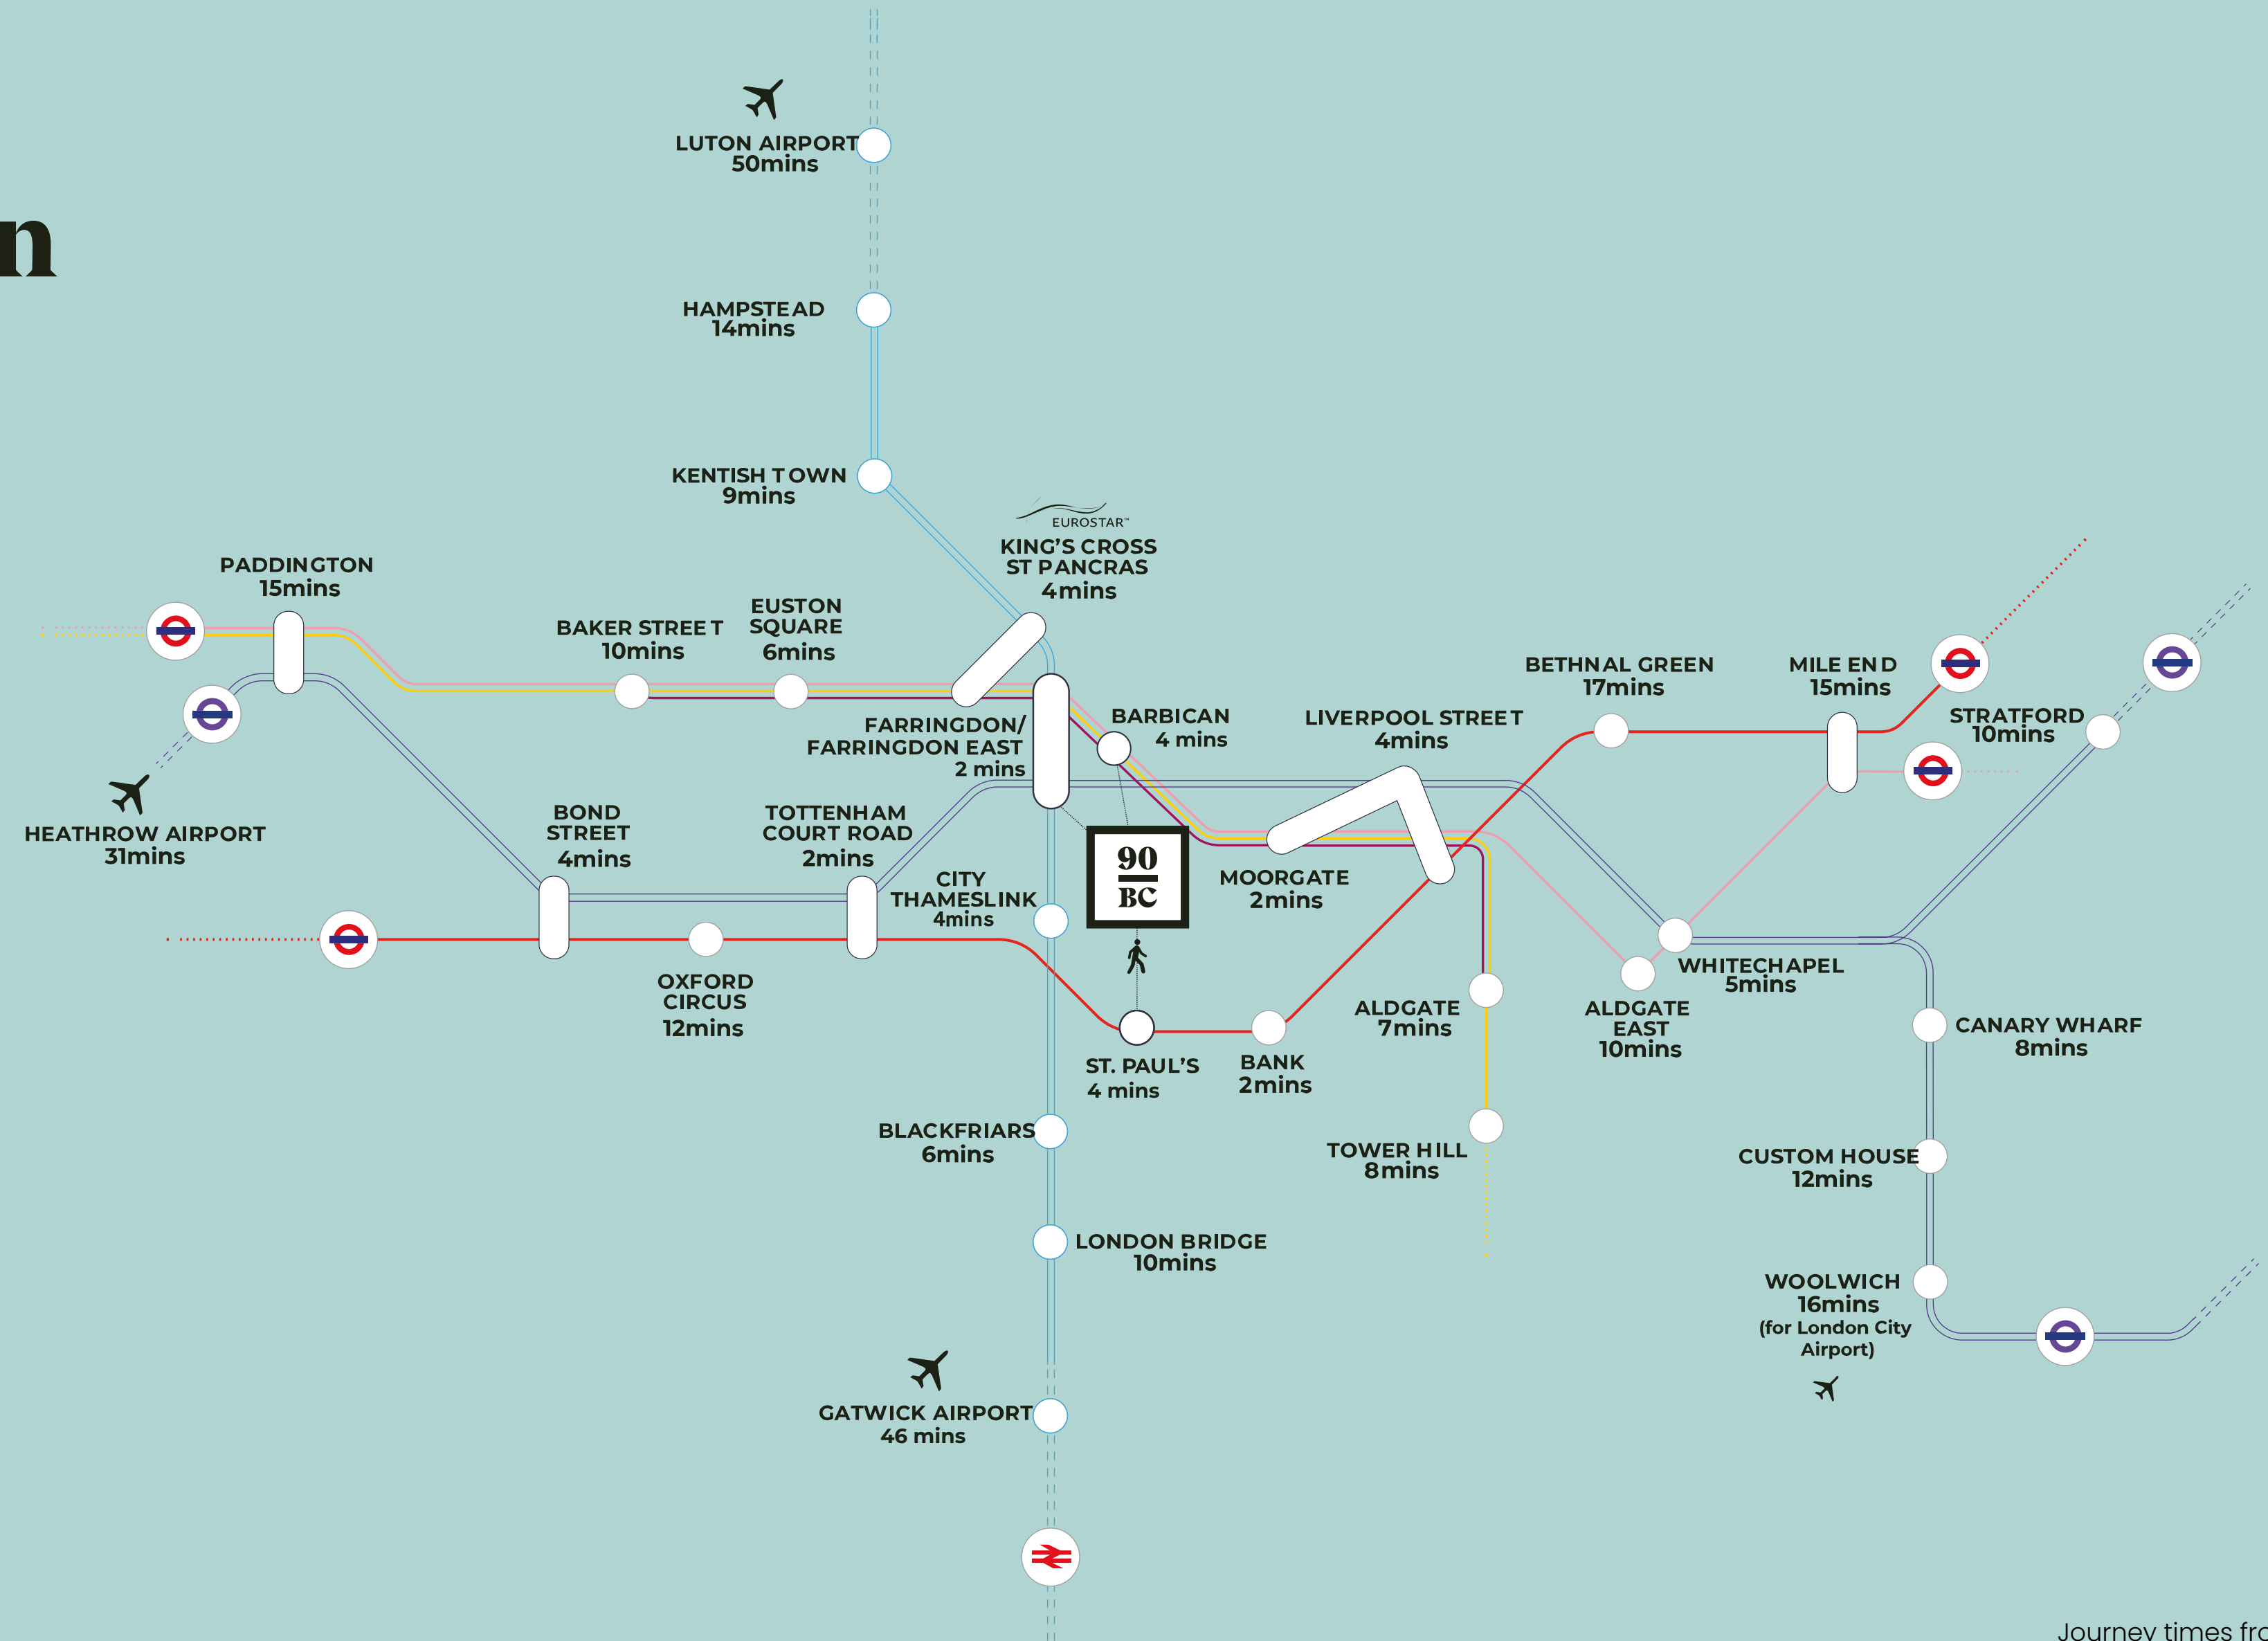 n
LUTON AIRPORT
50mins
HAMPSTEAD
14mins
KENTISH TOWN
9mins
EUROSTAR™
KING'S CROSS
ST PANCRAS
4mins
PADDINGTON
15mins
BAKER STREET
10mins
EUSTON
SQUARE
6mins
FARRINGDON/
FARRINGDON EAST
2 mins
BARBICAN
4 mins
LIVERPOOL STREET
4mins
BETHNAL GREEN
17mins
MILE END
15mins
STRATFORD
10mins
HEATHROW AIRPORT
31mins
BOND
STREET
4mins
TOTTENHAM
COURT ROAD
2mins
CITY
THAMESLINK
4mins
90
BC
MOORGATE
2mins
OXFORD
CIRCUS
12mins
ST. PAUL'S
4 mins
BANK
2mins
ALDGATE
7mins
ALDGATE
EAST
10mins
WHITECHAPEL
5mins
CANARY WHARF
8mins
BLACKFRIARS
6mins
TOWER HILL
8mins
CUSTOM HOUSE
12mins
LONDON BRIDGE
10mins
WOOLWICH
16mins
(for London City
Airport)
GATWICK AIRPORT
46 mins
Journey times fro